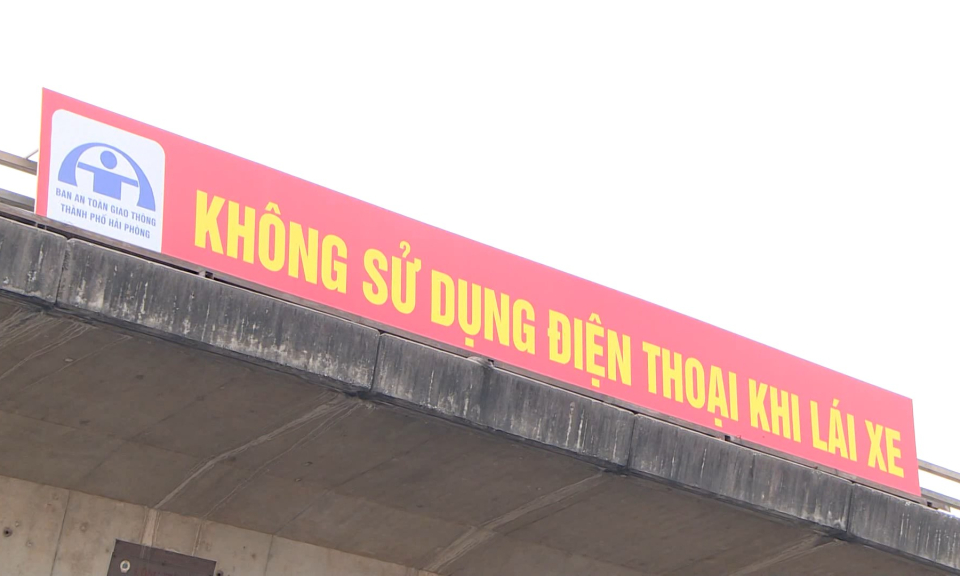 BAN AN TOÀN GIAO THÔNG
THÀNH PHỐ HẢI PHÒNG
KHÔNG SỬ DỤNG ĐIỆN THOẠI KHI LÁI XE